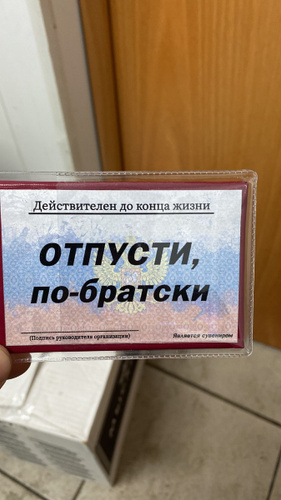 Действителен до конца жизни
ОТПУСТИ,
по-братски
(Подпись руководителя организации)
Является сувениром